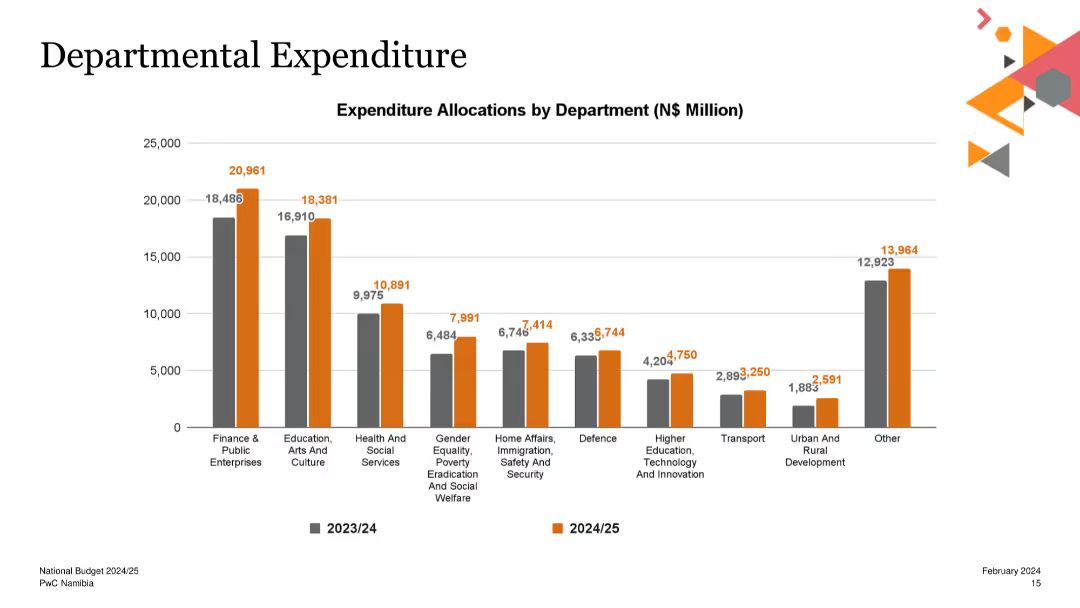 Departmental Expenditure
Expenditure Allocations by Department (N$ Million)
25,000
20,000
15,000
10,000
5,000
0
18,486
20,961
16,910
18,381
9,975
10,891
6,484
7,991
6,746
7,414
6,744
4,204
4,750
3,250
1,883
2,591
12,923
13,964
Finance &
Public
Enterprises
Education,
Arts And
Culture
Health And
Social
Services
Gender
Equality,
Poverty
Eradication
And Social
Welfare
Home Affairs,
Immigration,
Safety And
Security
Defence
Higher
Education,
Technology
And Innovation
Transport
Urban And
Rural
Development
Other
2023/24
2024/25
National Budget 2024/25
PwC Namibia
February 2024
15